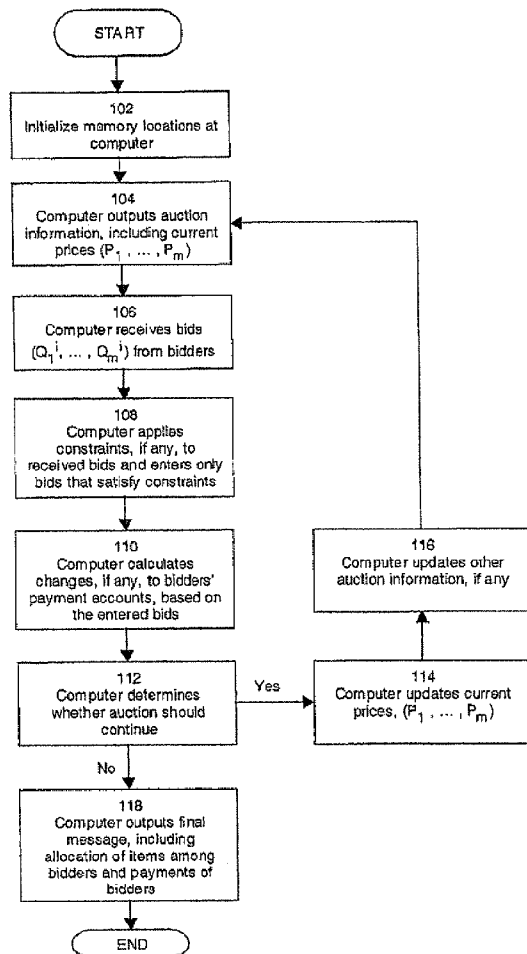 START
102
Initialize memory locations at
computer
104
Computer outputs auction
information, including current
prices (P1 , ... , Pm)
106
Computer receives bids
(Q1^i, ... , Qm^i) from bidders
108
Computer applies
constraints, if any, to
received bids and enters only
bids that satisfy constraints
110
Computer calculates
changes, if any, to bidders'
payment accounts, based on
the entered bids
112
Computer determines
whether auction should
continue
Yes
114
Computer updates current
prices, (P1 , ... , Pm)
116
Computer updates other
auction information, if any
No
118
Computer outputs final
message, including
allocation of items among
bidders and payments of
bidders
END